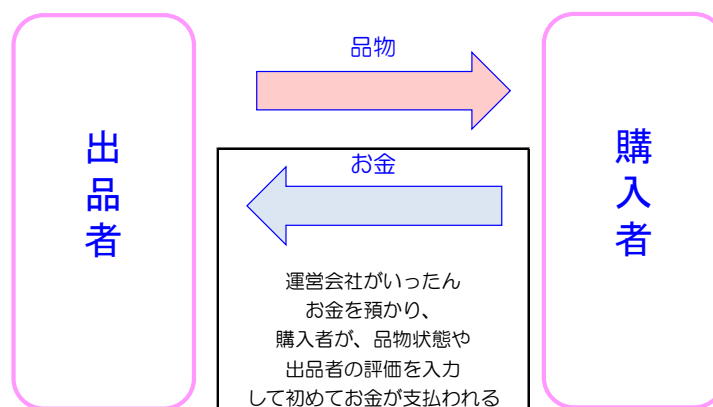 品物
出品者
購入者
お金
運営会社がいったん
お金を預かり、
購入者が、品物状態や
出品者の評価を入力
して初めてお金が支払われる